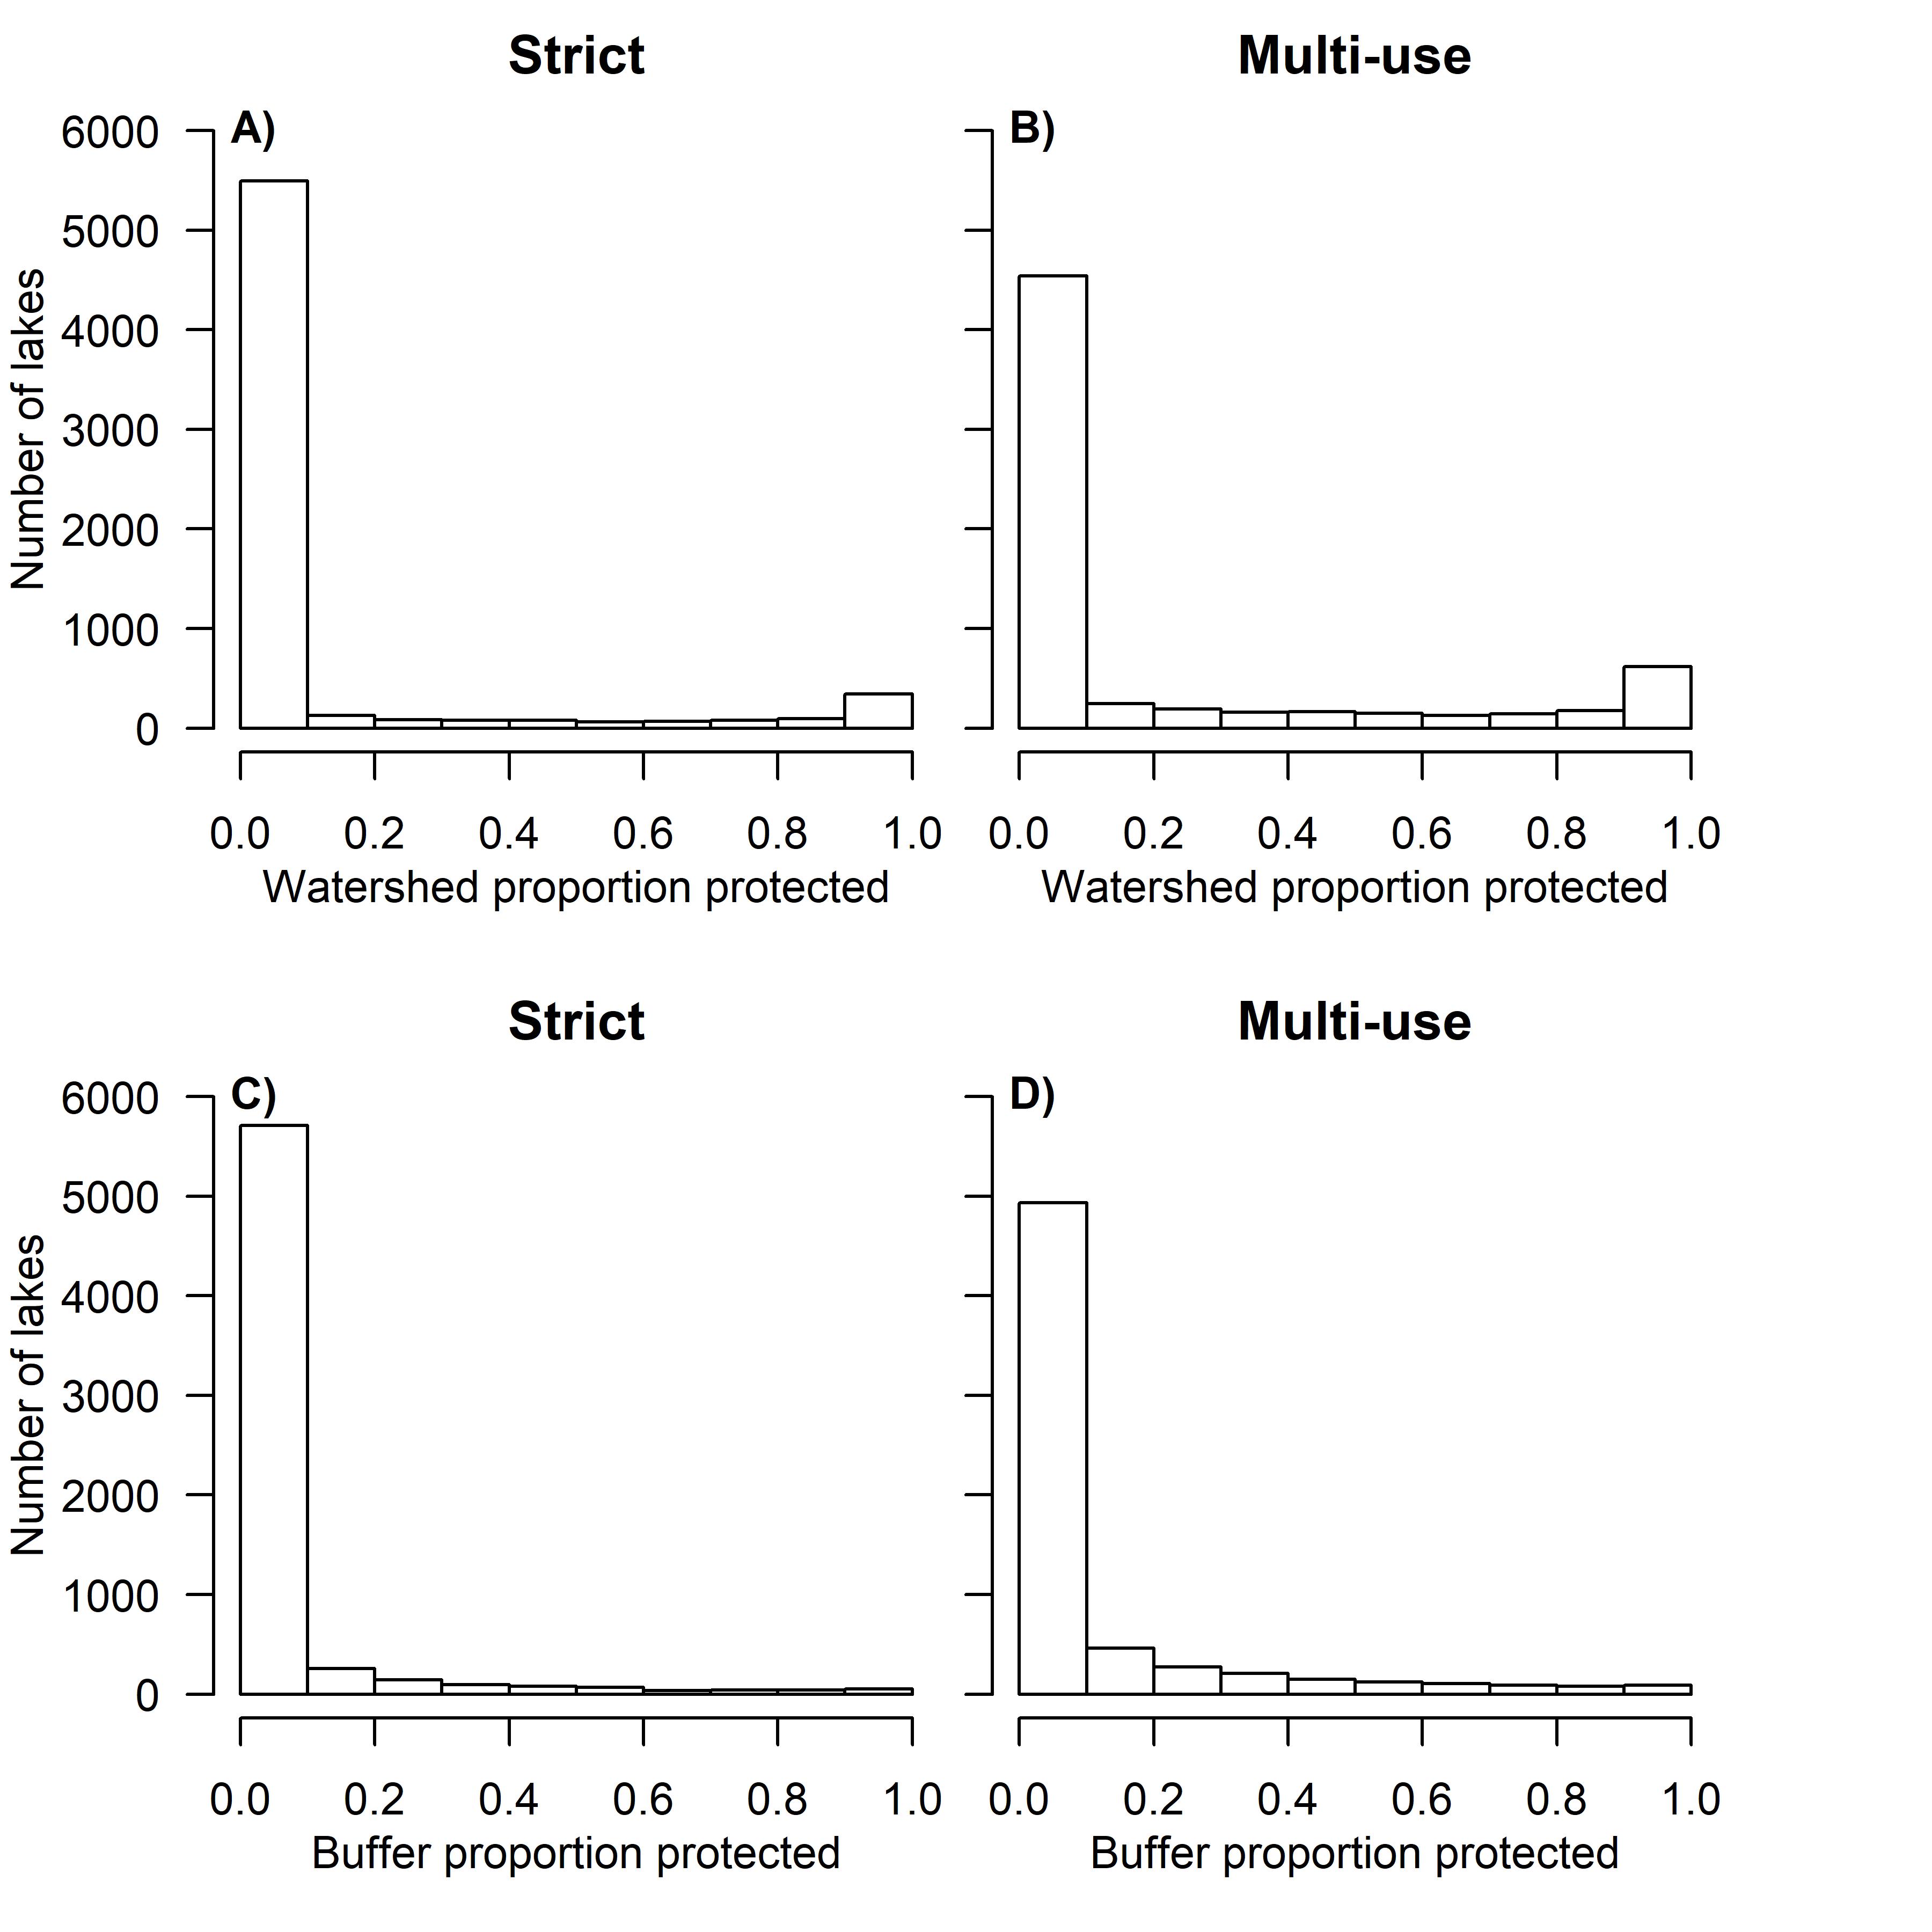 Strict Multi-use
A) B)
6000
5000
4000
3000
2000
1000
0
Number of lakes
0.0 0.2 0.4 0.6 0.8 1.0 0.0 0.2 0.4 0.6 0.8 1.0
Watershed proportion protected Watershed proportion protected
Strict Multi-use
C) D)
6000
5000
4000
3000
2000
1000
0
Number of lakes
0.0 0.2 0.4 0.6 0.8 1.0 0.0 0.2 0.4 0.6 0.8 1.0
Buffer proportion protected Buffer proportion protected